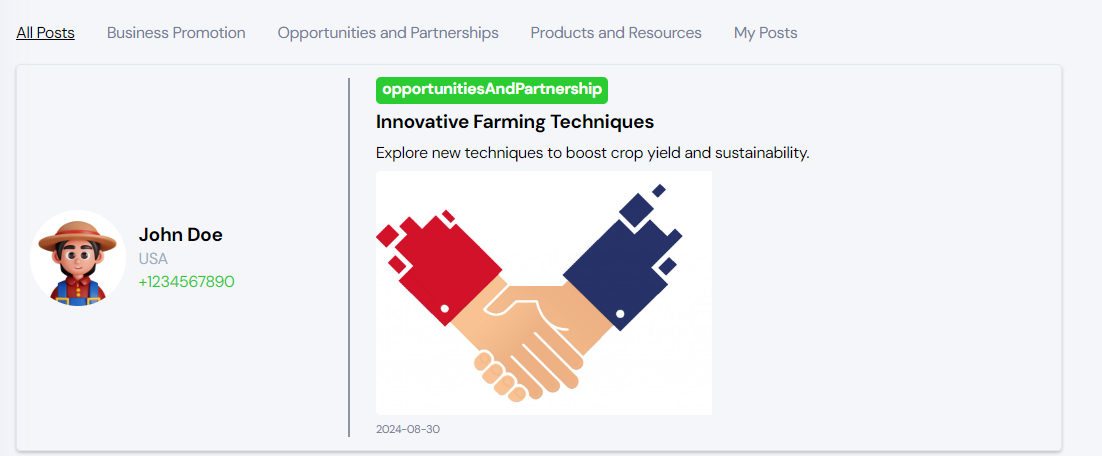 All Posts Business Promotion Opportunities and Partnerships Products and Resources My Posts
John Doe
USA
+1234567890
opportunitiesAndPartnership
Innovative Farming Techniques
Explore new techniques to boost crop yield and sustainability.
2024-08-30